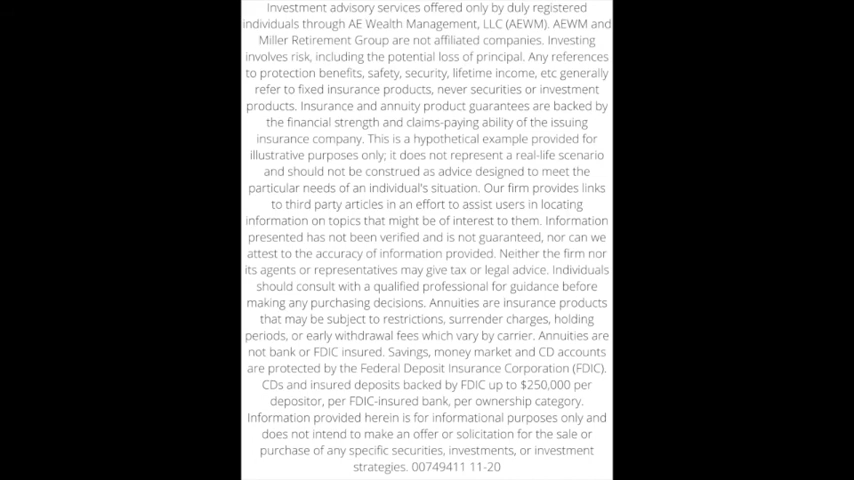 Investment advisory services offered only by duly registered
individuals through AE Wealth Management, LLC (AEWM). AEWM and
Miller Retirement Group are not affiliated companies. Investing
involves risk, including the potential loss of principal. Any references
to protection benefits, safety, security, lifetime income, etc generally
refer to fixed insurance products, never securities or investment
products. Insurance and annuity product guarantees are backed by
the financial strength and claims-paying ability of the issuing
insurance company. This is a hypothetical example provided for
illustrative purposes only; it does not represent a real-life scenario
and should not be construed as advice designed to meet the
particular needs of an individual's situation. Our firm provides links
to third party articles in an effort to assist users in locating
information on topics that might be of interest to them. Information
presented has not been verified and is not guaranteed, nor can we
attest to the accuracy of information provided. Neither the firm nor
its agents or representatives may give tax or legal advice. Individuals
should consult with a qualified professional for guidance before
making any purchasing decisions. Annuities are insurance products
that may be subject to restrictions, surrender charges, holding
periods, or early withdrawal fees which vary by carrier. Annuities are
not bank or FDIC insured. Savings, money market and CD accounts
are protected by the Federal Deposit Insurance Corporation (FDIC).
CDs and insured deposits backed by FDIC up to $250,000 per
depositor, per FDIC-insured bank, per ownership category.
Information provided herein is for informational purposes only and
does not intend to make an offer or solicitation for the sale or
purchase of any specific securities, investments, or investment
strategies. 00749411 11-20